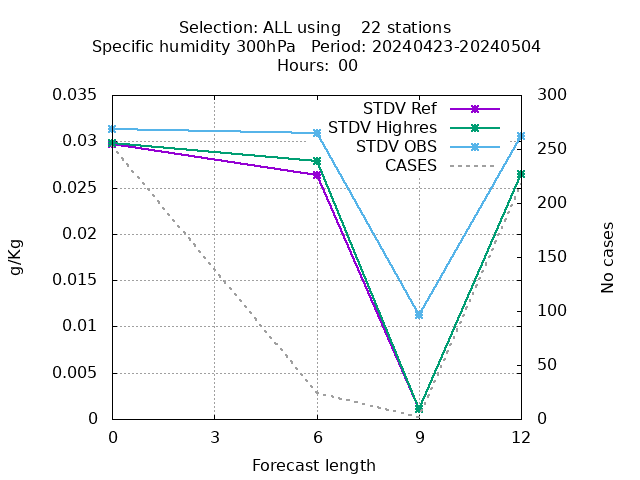 Selection: ALL using    22 stations
Specific humidity 300hPa   Period: 20240423-20240504
Hours: 00
0.035
0.03
0.025
0.02
0.015
0.01
0.005
0
300
250
200
150
100
50
0
STDV Ref
STDV Highres
STDV OBS
CASES
g/Kg
No cases
0 3 6 9 12
Forecast length